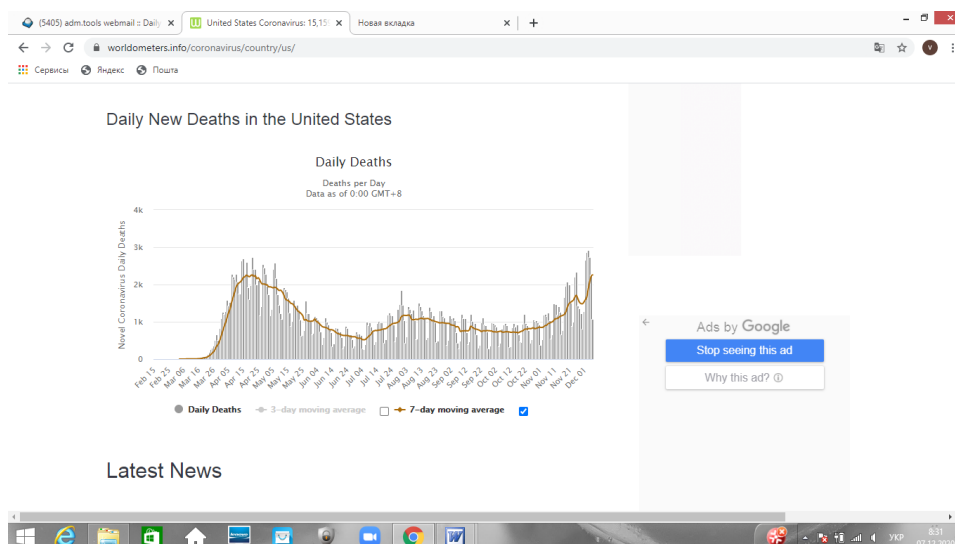 (5405) adm.tools webmail :: Daily
United States Coronavirus: 15,15
Новая вкладка
worldometers.info/coronavirus/country/us/
V
Сервисы Яндекс Пошта
Daily New Deaths in the United States
Daily Deaths
Deaths per Day
Data as of 0:00 GMT+8
Novel Coronavirus Daily Deaths
4k
3k
2k
1k
0
Feb 15 Feb 25 Mar 06 Mar 16 Mar 26 Apr 05 Apr 15 Apr 25 May 05 May 15 May 25 Jun 04 Jun 14 Jun 24 Jul 04 Jul 14 Jul 24 Aug 03 Aug 13 Aug 23 Sep 02 Sep 12 Sep 22 Oct 02 Oct 12 Oct 22 Nov 01 Nov 11 Nov 21 Dec 01
Daily Deaths 3-day moving average 7-day moving average
Ads by Google
Stop seeing this ad
Why this ad?
Latest News
УКР
8:31
07.12.2020